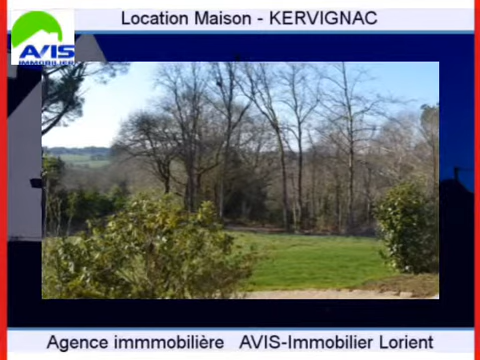 Location Maison - KERVIGNAC
AVIS
IMMOBILIER
Agence immmobilière AVIS-Immobilier Lorient